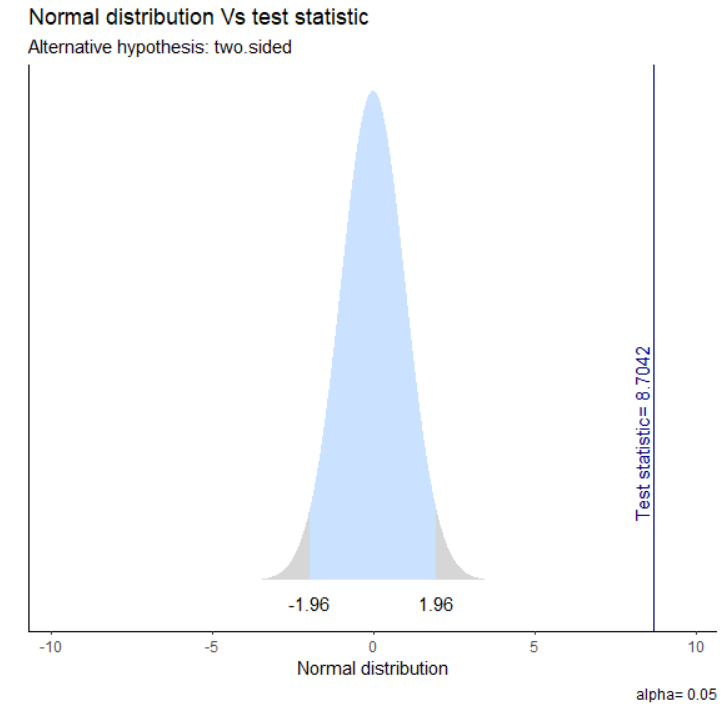 Normal distribution Vs test statistic
Alternative hypothesis: two.sided
Test statistic= 8.7042
-1.96
1.96
-10
-5
0
5
10
Normal distribution
alpha= 0.05